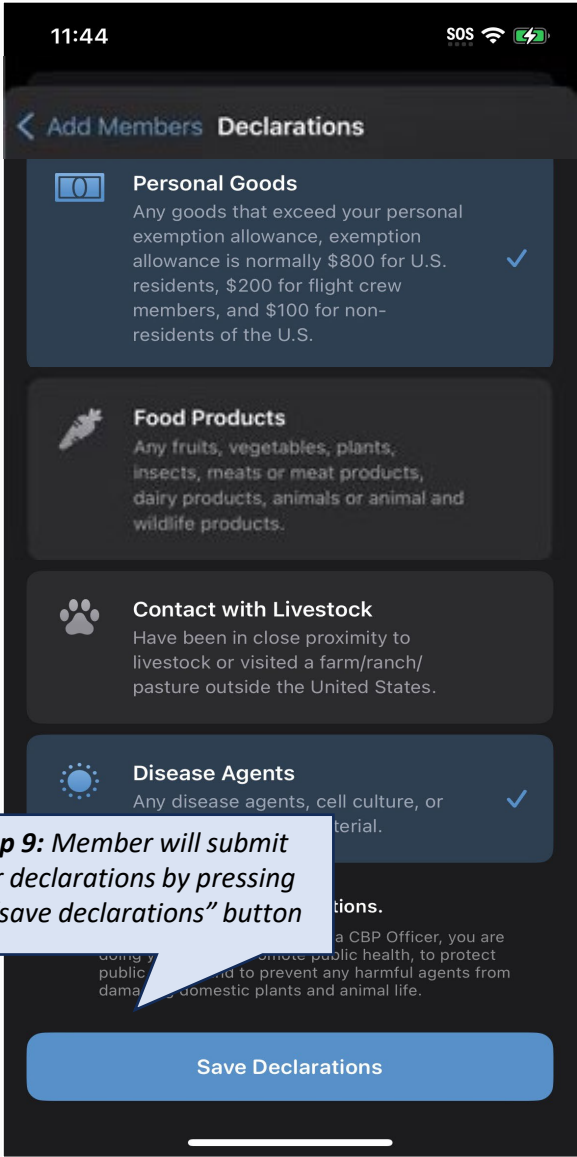 11:44
SOS
Add Members Declarations
Personal Goods
Any goods that exceed your personal
exemption allowance, exemption
allowance is normally $800 for U.S.
residents, $200 for flight crew
members, and $100 for non-
residents of the U.S.
Food Products
Any fruits, vegetables, plants,
insects, meats or meat products,
dairy products, animals or animal and
wildlife products.
Contact with Livestock
Have been in close proximity to
livestock or visited a farm/ranch/
pasture outside the United States.
Disease Agents
Any disease agents, cell culture, or
terial.
p 9: Member will submit
r declarations by pressing
save declarations” button
tions.
a CBP Officer, you are
doing y omote public health, to protect
public nd to prevent any harmful agents from
dama domestic plants and animal life.
Save Declarations